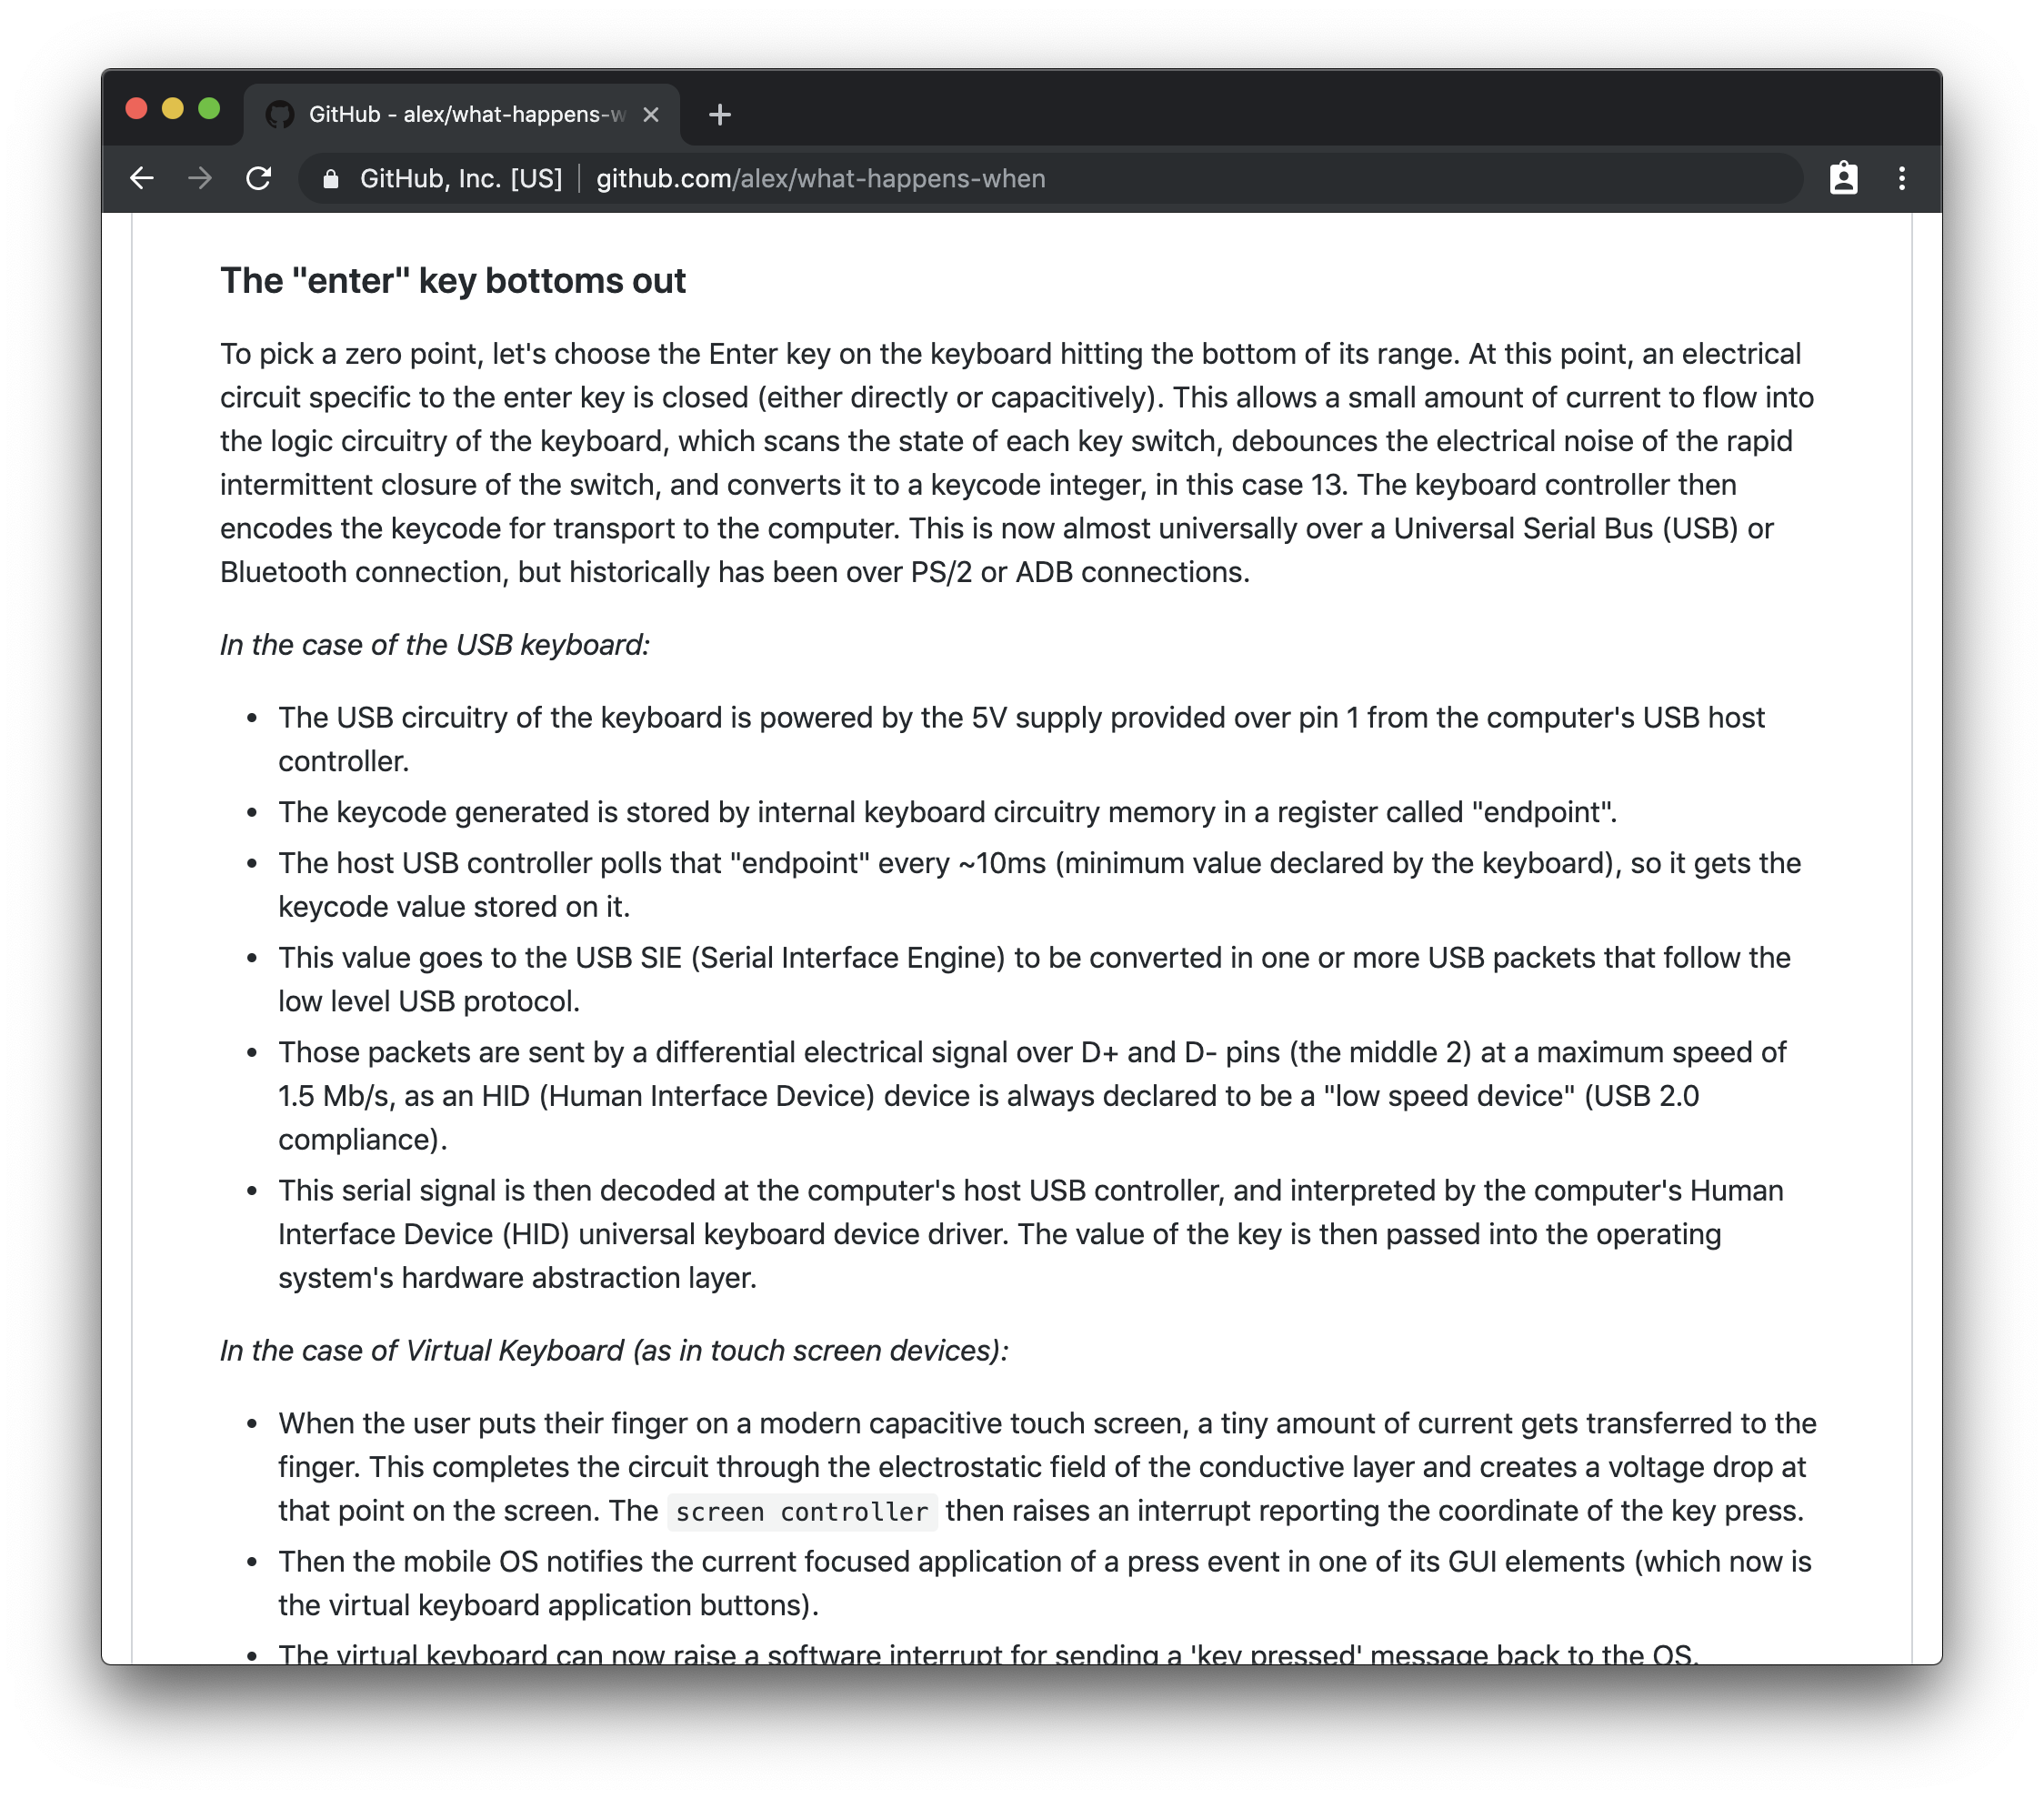 GitHub - alex/what-happens-w
GitHub, Inc. [US] github.com/alex/what-happens-when
The "enter" key bottoms out
To pick a zero point, let's choose the Enter key on the keyboard hitting the bottom of its range. At this point, an electrical
circuit specific to the enter key is closed (either directly or capacitively). This allows a small amount of current to flow into
the logic circuitry of the keyboard, which scans the state of each key switch, debounces the electrical noise of the rapid
intermittent closure of the switch, and converts it to a keycode integer, in this case 13. The keyboard controller then
encodes the keycode for transport to the computer. This is now almost universally over a Universal Serial Bus (USB) or
Bluetooth connection, but historically has been over PS/2 or ADB connections.
In the case of the USB keyboard:
• The USB circuitry of the keyboard is powered by the 5V supply provided over pin 1 from the computer's USB host
controller.
• The keycode generated is stored by internal keyboard circuitry memory in a register called "endpoint".
• The host USB controller polls that "endpoint" every ~10ms (minimum value declared by the keyboard), so it gets the
keycode value stored on it.
• This value goes to the USB SIE (Serial Interface Engine) to be converted in one or more USB packets that follow the
low level USB protocol.
• Those packets are sent by a differential electrical signal over D+ and D- pins (the middle 2) at a maximum speed of
1.5 Mb/s, as an HID (Human Interface Device) device is always declared to be a "low speed device" (USB 2.0
compliance).
• This serial signal is then decoded at the computer's host USB controller, and interpreted by the computer's Human
Interface Device (HID) universal keyboard device driver. The value of the key is then passed into the operating
system's hardware abstraction layer.
In the case of Virtual Keyboard (as in touch screen devices):
• When the user puts their finger on a modern capacitive touch screen, a tiny amount of current gets transferred to the
finger. This completes the circuit through the electrostatic field of the conductive layer and creates a voltage drop at
that point on the screen. The screen controller then raises an interrupt reporting the coordinate of the key press.
• Then the mobile OS notifies the current focused application of a press event in one of its GUI elements (which now is
the virtual keyboard application buttons).
• The virtual keyboard can now raise a software interrupt for sending a 'key pressed' message back to the OS.